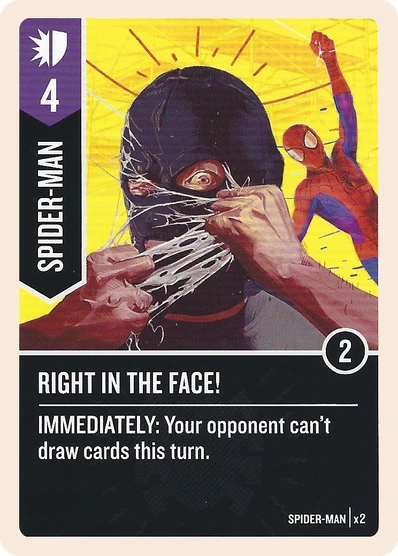 4
SPIDER-MAN
2
RIGHT IN THE FACE!
IMMEDIATELY: Your opponent can't
draw cards this turn.
SPIDER-MAN | x2